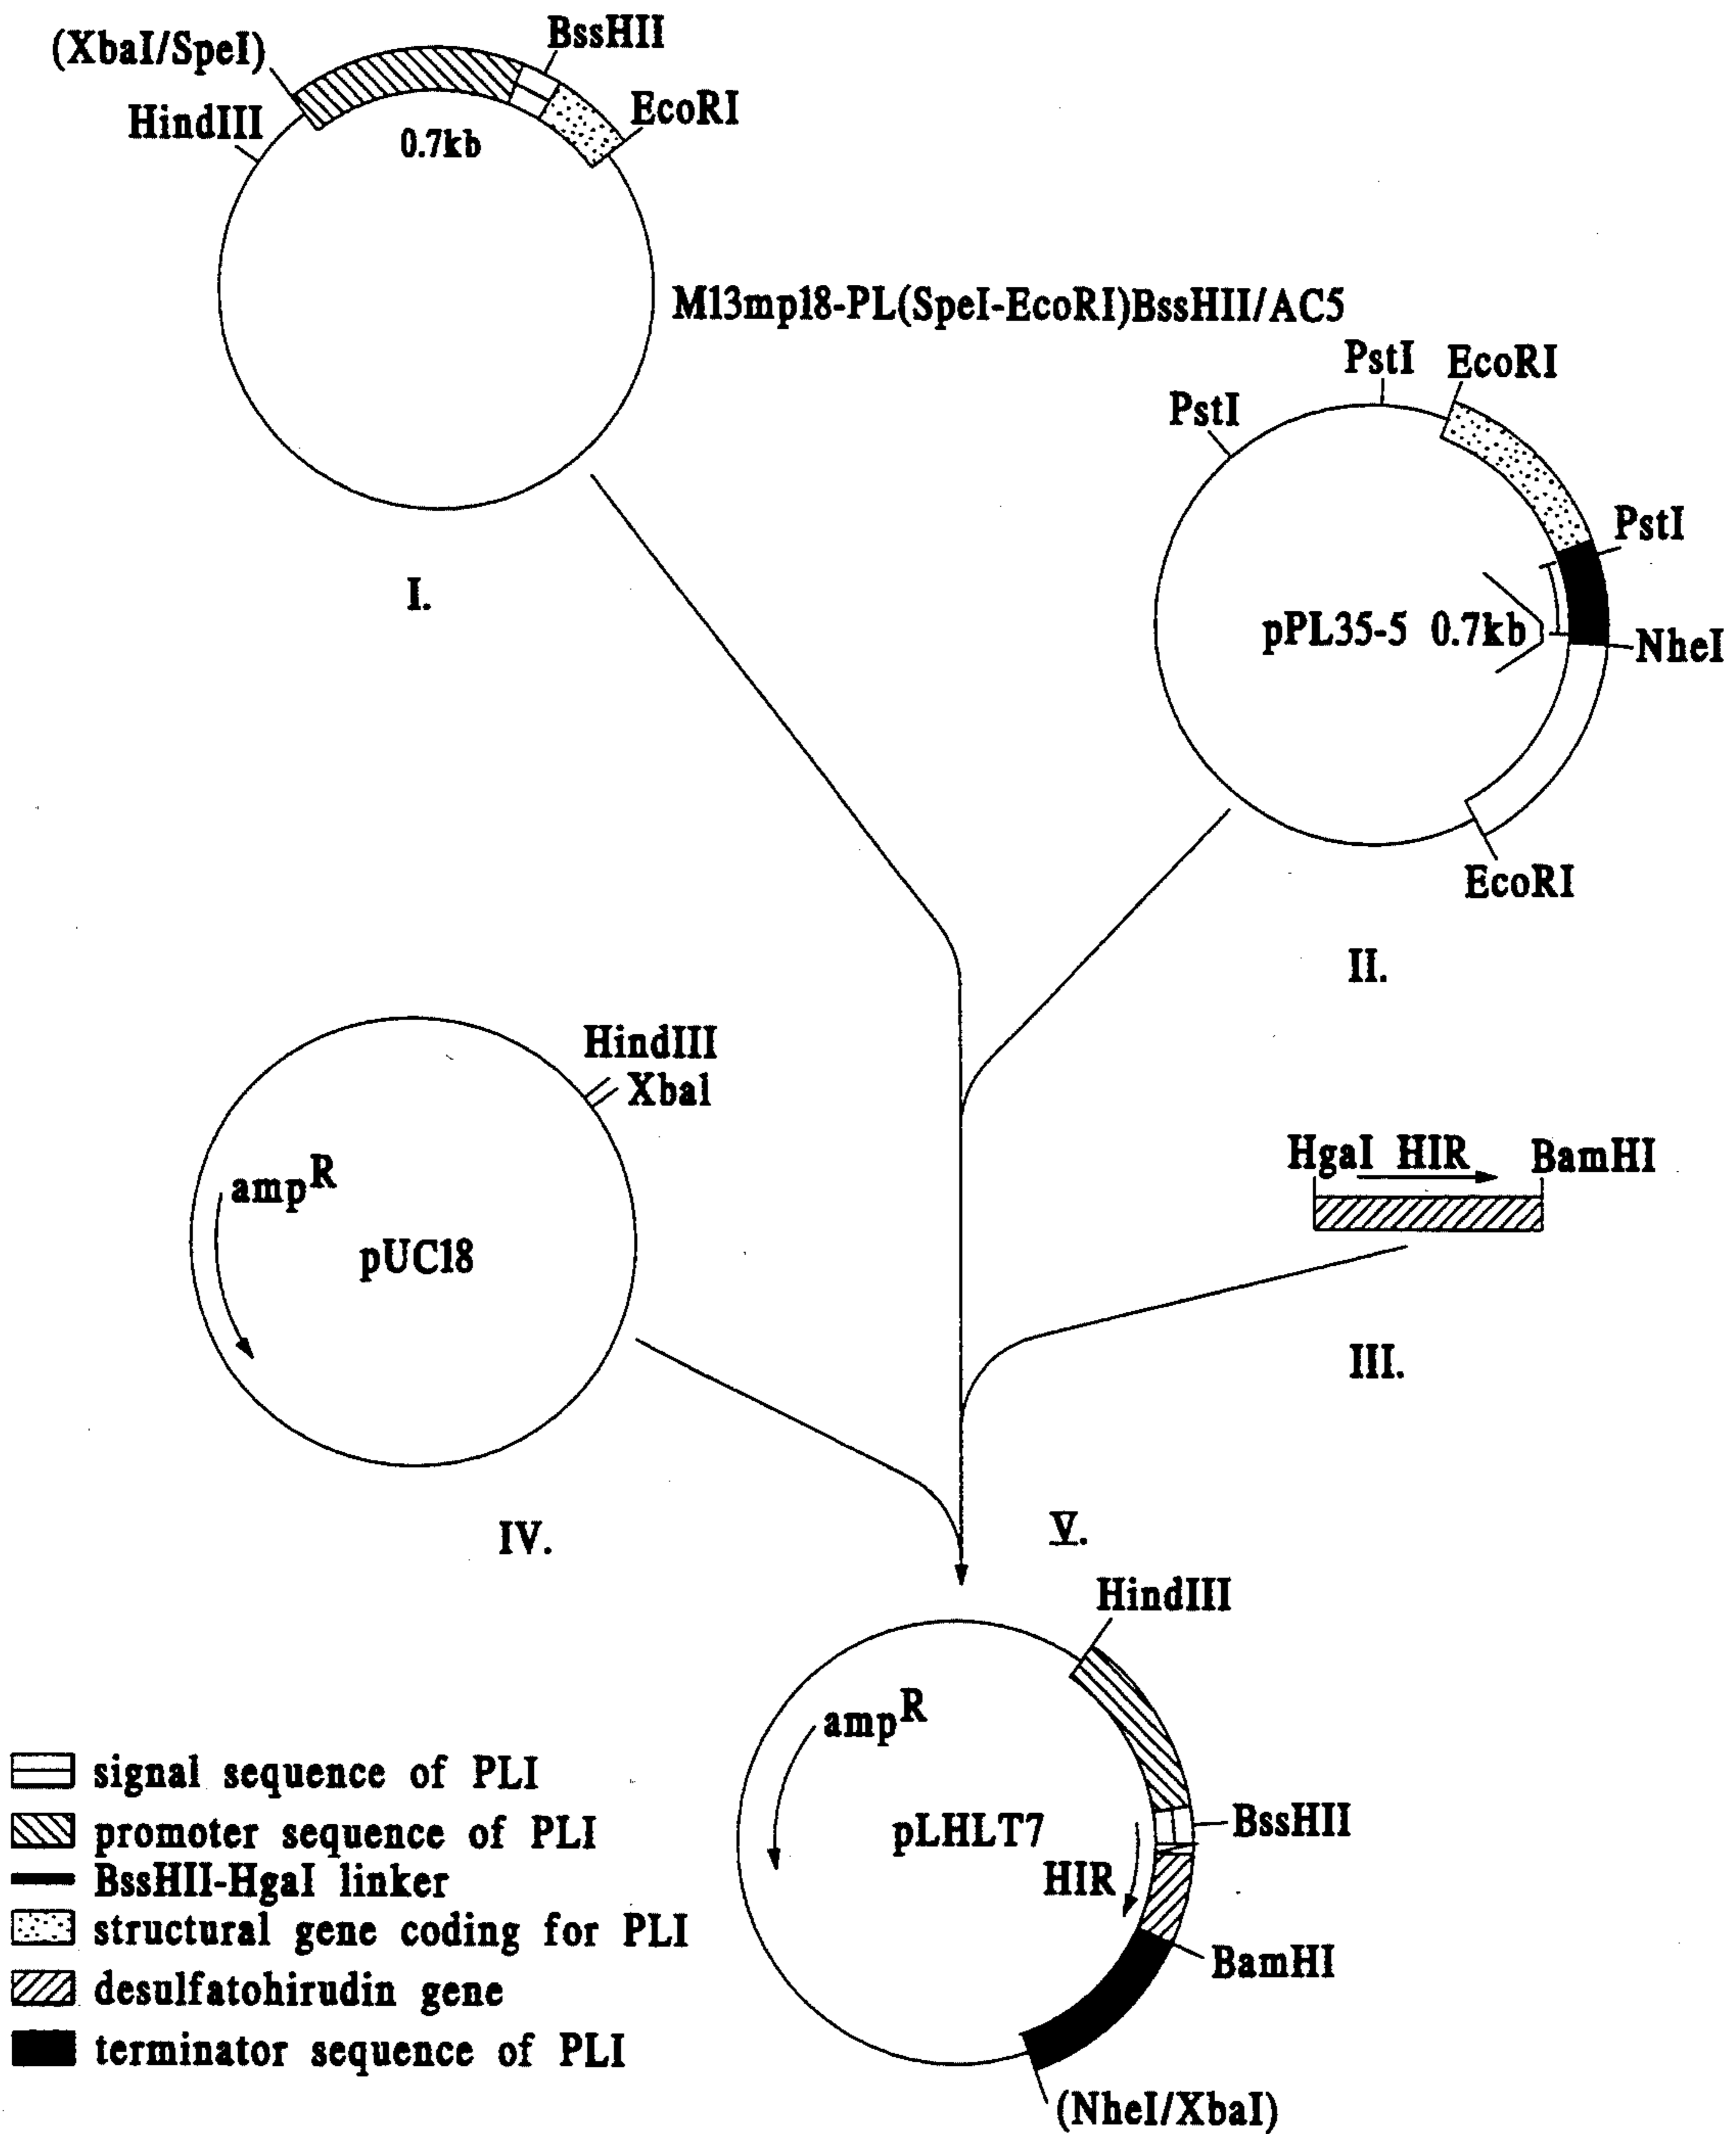 (XbaI/SpeI)
BssHII
HindIII
EcoRI
0.7kb
M13mp18-PL(SpeI-EcoRI)BssHII/AC5
I.
PstI
PstI
EcoRI
PstI
pPL35-5 0.7kb
NheI
EcoRI
II.
HindIII
XbaI
ampR
pUC18
IV.
HgaI HIR BamHI
III.
V.
HindIII
ampR
pLHLT7
BssHII
HIR
BamHI
(NheI/XbaI)
signal sequence of PLI
promoter sequence of PLI
BssHII-HgaI linker
structural gene coding for PLI
desulfatohirudin gene
terminator sequence of PLI